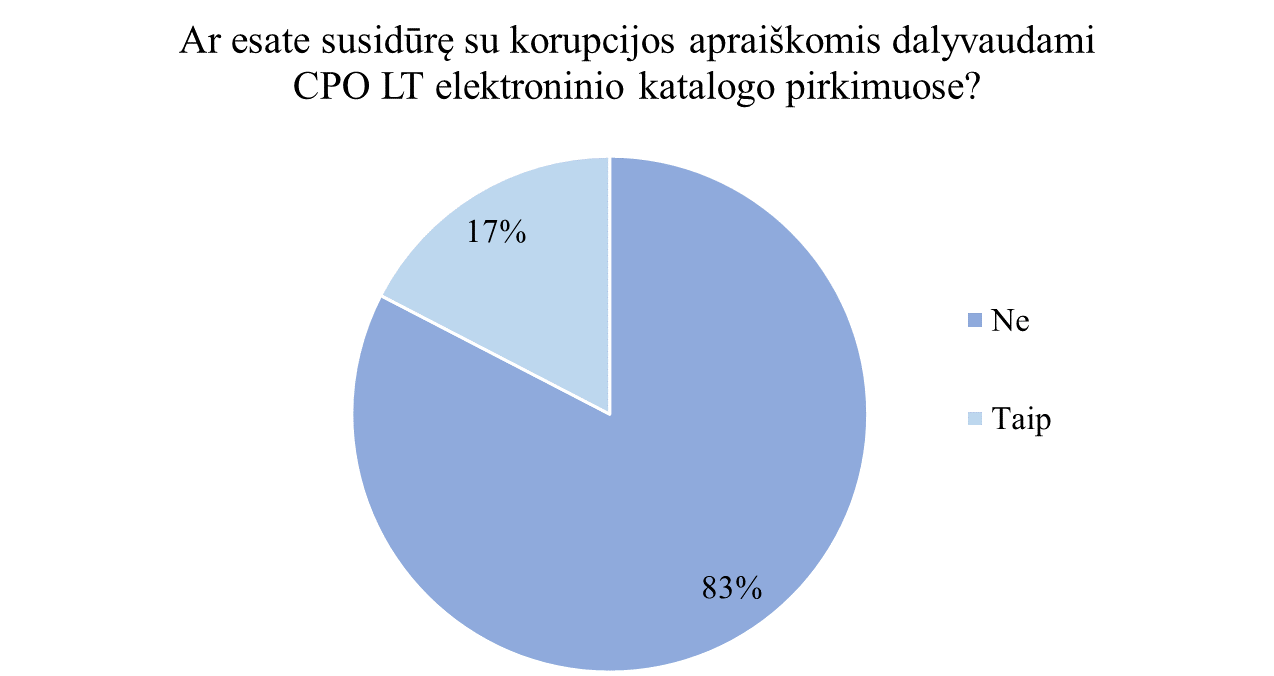 Ar esate susidūrę su korupcijos apraiškomis dalyvaudami
CPO LT elektroninio katalogo pirkimuose?
17%
Ne
Taip
83%